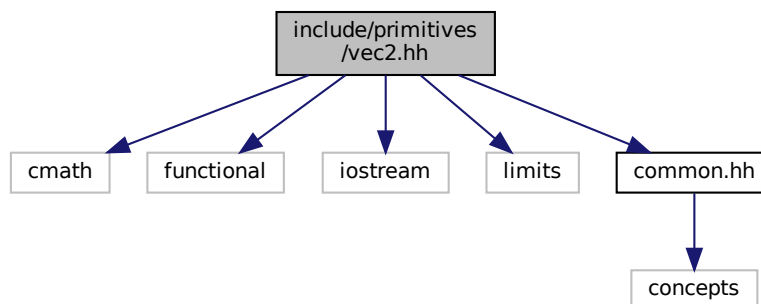 include/primitives
/vec2.hh
cmath
functional
iostream
limits
common.hh
concepts